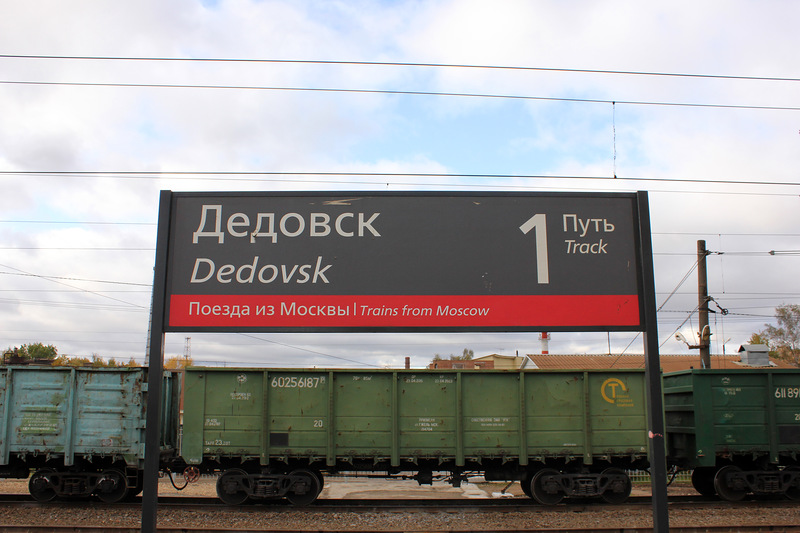 Дедовск
Dedovsk
1 Путь
Track
Поезда из Москвы | Trains from Moscow
60256187
20